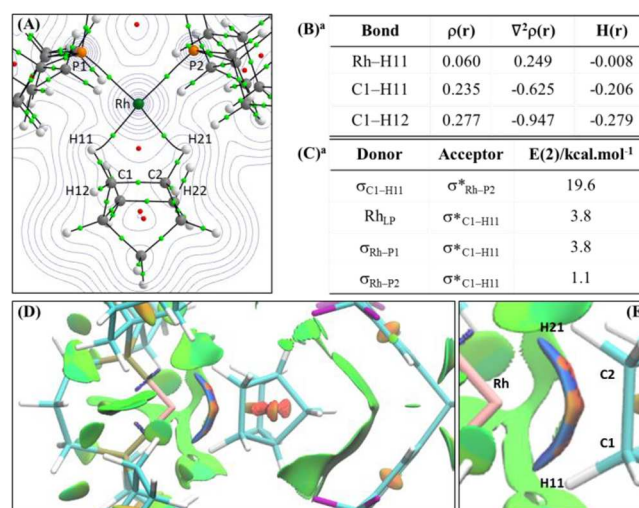 (A)
P1
P2
Rh
H11
H21
C1
C2
H12
H22
(B)ᵃ Bond ρ(r) ∇²ρ(r) H(r)
Rh–H11 0.060 0.249 -0.008
C1–H11 0.235 -0.625 -0.206
C1–H12 0.277 -0.947 -0.279
(C)ᵃ Donor Acceptor E(2)/kcal.mol⁻¹
σC1–H11 σ*Rh–P2 19.6
RhLP σ*C1–H11 3.8
σRh–P1 σ*C1–H11 3.8
σRh–P2 σ*C1–H11 1.1
(D)
(E
H21
Rh
C2
C1
H11